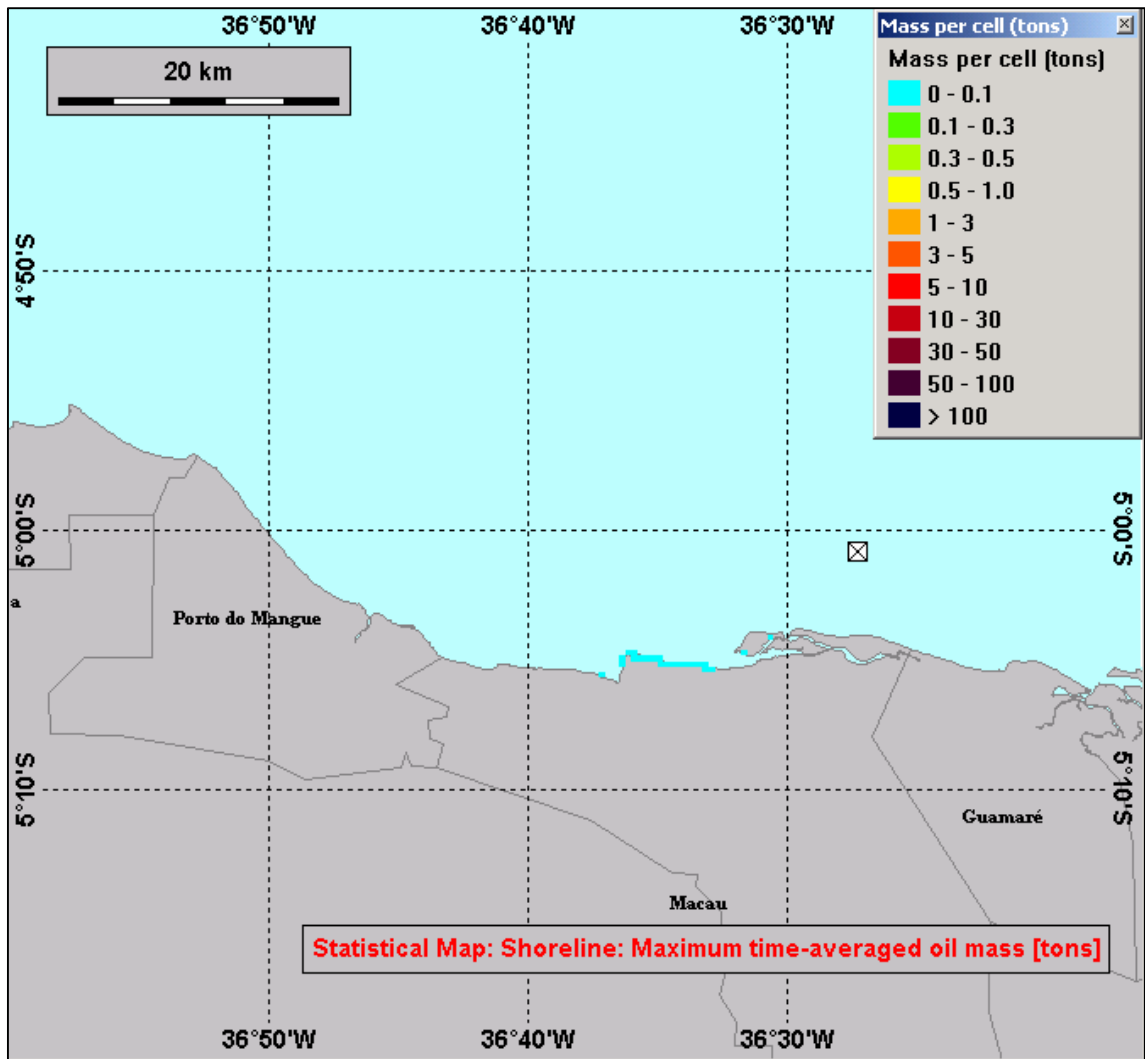 36°50'W 36°40'W 36°30'W
Mass per cell (tons)
20 km
Mass per cell (tons)
0 - 0.1
0.1 - 0.3
0.3 - 0.5
0.5 - 1.0
1 - 3
3 - 5
5 - 10
10 - 30
30 - 50
50 - 100
> 100
4°50'S
5°00'S
5°00'S
a
Porto do Mangue
5°10'S
5°10'S
Guamaré
Macau
Statistical Map: Shoreline: Maximum time-averaged oil mass [tons]
36°50'W 36°40'W 36°30'W